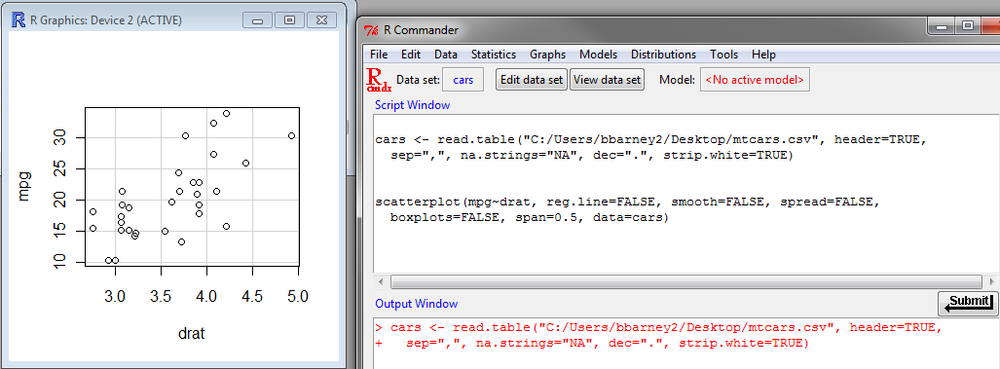 R Graphics: Device 2 (ACTIVE)
mpg
30
25
20
15
10
3.0 3.5 4.0 4.5 5.0
drat
R Commander
File Edit Data Statistics Graphs Models Distributions Tools Help
R cmdr Data set: cars Edit data set View data set Model: <No active model>
Script Window
cars <- read.table("C:/Users/bbarney2/Desktop/mtcars.csv", header=TRUE,
sep=",", na.strings="NA", dec=".", strip.white=TRUE)
scatterplot(mpg~drat, reg.line=FALSE, smooth=FALSE, spread=FALSE,
boxplots=FALSE, span=0.5, data=cars)
Output Window
Submit
> cars <- read.table("C:/Users/bbarney2/Desktop/mtcars.csv", header=TRUE,
+ sep=",", na.strings="NA", dec=".", strip.white=TRUE)